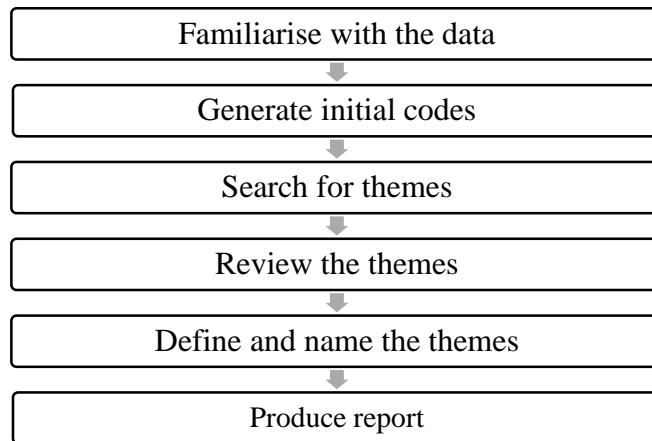 Familiarise with the data
Generate initial codes
Search for themes
Review the themes
Define and name the themes
Produce report